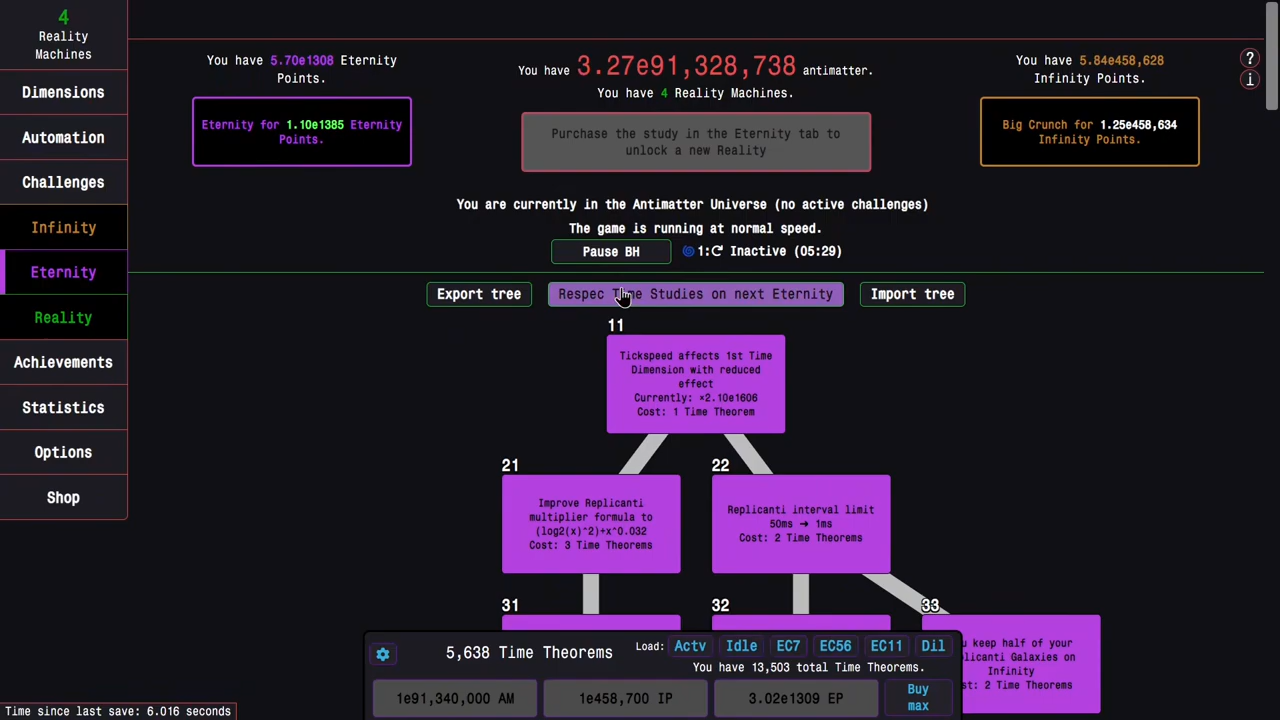 4
Reality
Machines
Dimensions
Automation
Challenges
Infinity
Eternity
Reality
Achievements
Statistics
Options
Shop
You have 5.70e1308 Eternity
Points.
Eternity for 1.10e1385 Eternity
Points.
You have 3.27e91,328,738 antimatter.
You have 4 Reality Machines.
Purchase the study in the Eternity tab to
unlock a new Reality
You have 5.84e458,628
Infinity Points.
Big Crunch for 1.25e458,634
Infinity Points.
?
i
You are currently in the Antimatter Universe (no active challenges)
The game is running at normal speed.
Pause BH
1: Inactive (05:29)
Export tree
Respec Time Studies on next Eternity
Import tree
11
Tickspeed affects 1st Time
Dimension with reduced
effect
Currently: ×2.10e1606
Cost: 1 Time Theorem
21
Improve Replicanti
multiplier formula to
(log2(x)^2)+x^0.032
Cost: 3 Time Theorems
22
Replicanti interval limit
50ms ➜ 1ms
Cost: 2 Time Theorems
31
32
33
keep half of your
Galaxies on
Infinity
2 Time Theorems
5,638 Time Theorems
Load: Actv Idle EC7 EC56 EC11 Dil
You have 13,503 total Time Theorems.
1e91,340,000 AM
1e458,700 IP
3.02e1309 EP
Buy
max
Time since last save: 6.016 seconds